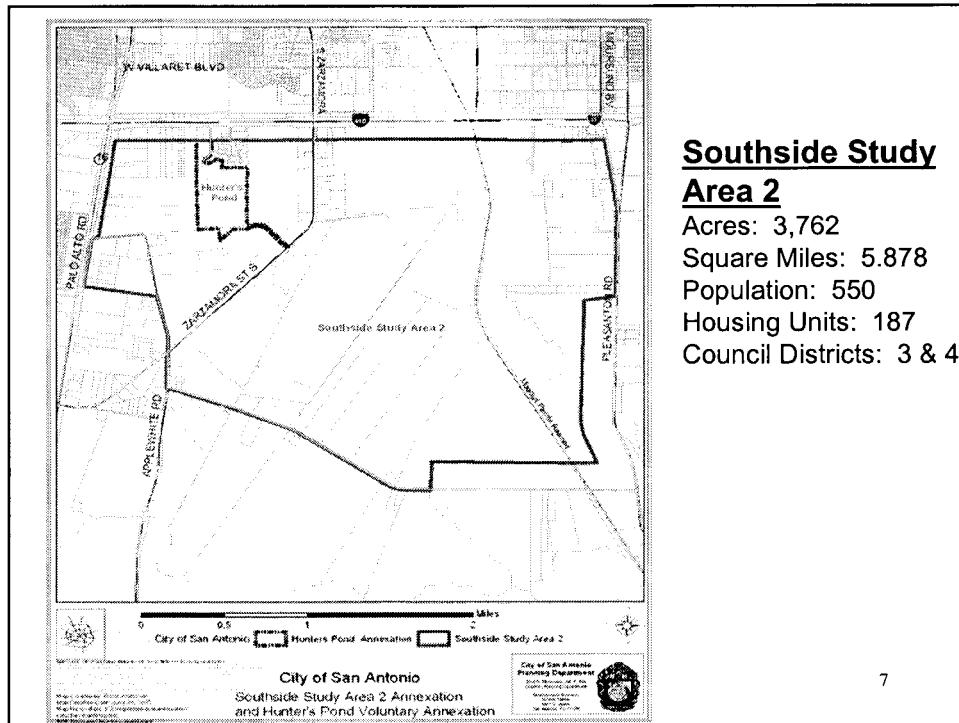 W VILLARET BLVD
S ZARZAMORA
Hunter's
Pond
PALO ALTO RD
ZARZAMORA ST S
Southside Study Area 2
PLEASANTON RD
APPLEWHITE RD
Miles
0 0.5 1 2
City of San Antonio Hunters Pond Annexation Southside Study Area 2
City of San Antonio
Southside Study Area 2 Annexation
and Hunter's Pond Voluntary Annexation
City of San Antonio
Planning Department
Southside Study
Area 2
Acres: 3,762
Square Miles: 5.878
Population: 550
Housing Units: 187
Council Districts: 3 & 4
7